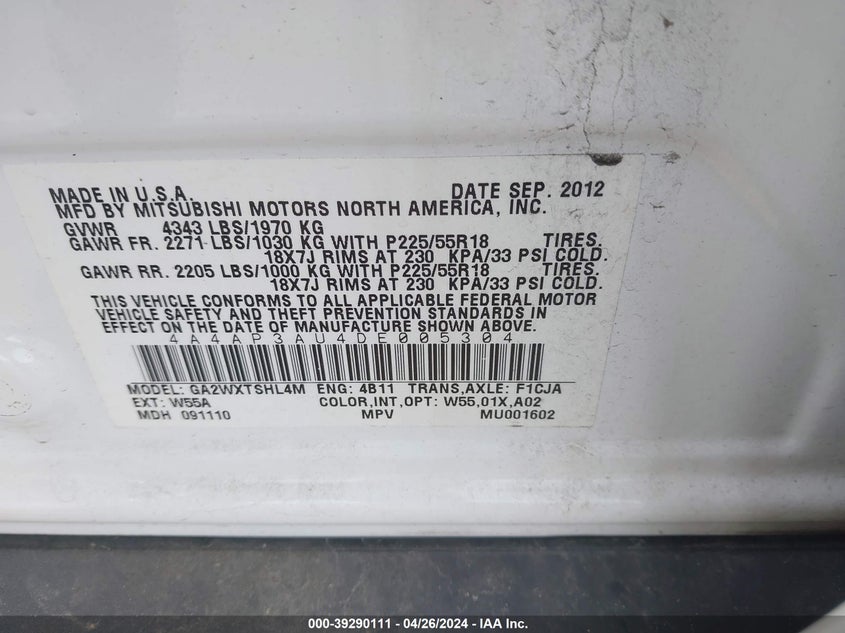 MADE IN U.S.A. DATE SEP. 2012
MFD BY MITSUBISHI MOTORS NORTH AMERICA, INC.
GVWR 4343 LBS/1970 KG
GAWR FR. 2271 LBS/1030 KG WITH P225/55R18 TIRES.
18X7J RIMS AT 230 KPA/33 PSI COLD.
GAWR RR. 2205 LBS/1000 KG WITH P225/55R18 TIRES.
18X7J RIMS AT 230 KPA/33 PSI COLD.
THIS VEHICLE CONFORMS TO ALL APPLICABLE FEDERAL MOTOR
VEHICLE SAFETY AND THEFT PREVENTION STANDARDS IN
EFFECT ON THE DATE OF MANUFACTURE SHOWN ABOVE.
4A4AP3AU4DE005304
MODEL: GA2WXTSHL4M ENG: 4B11 TRANS,AXLE: F1CJA
EXT: W55A COLOR,INT,OPT: W55,01X,A02
MDH 091110 MPV MU001602
000-39290111 - 04/26/2024 - IAA Inc.